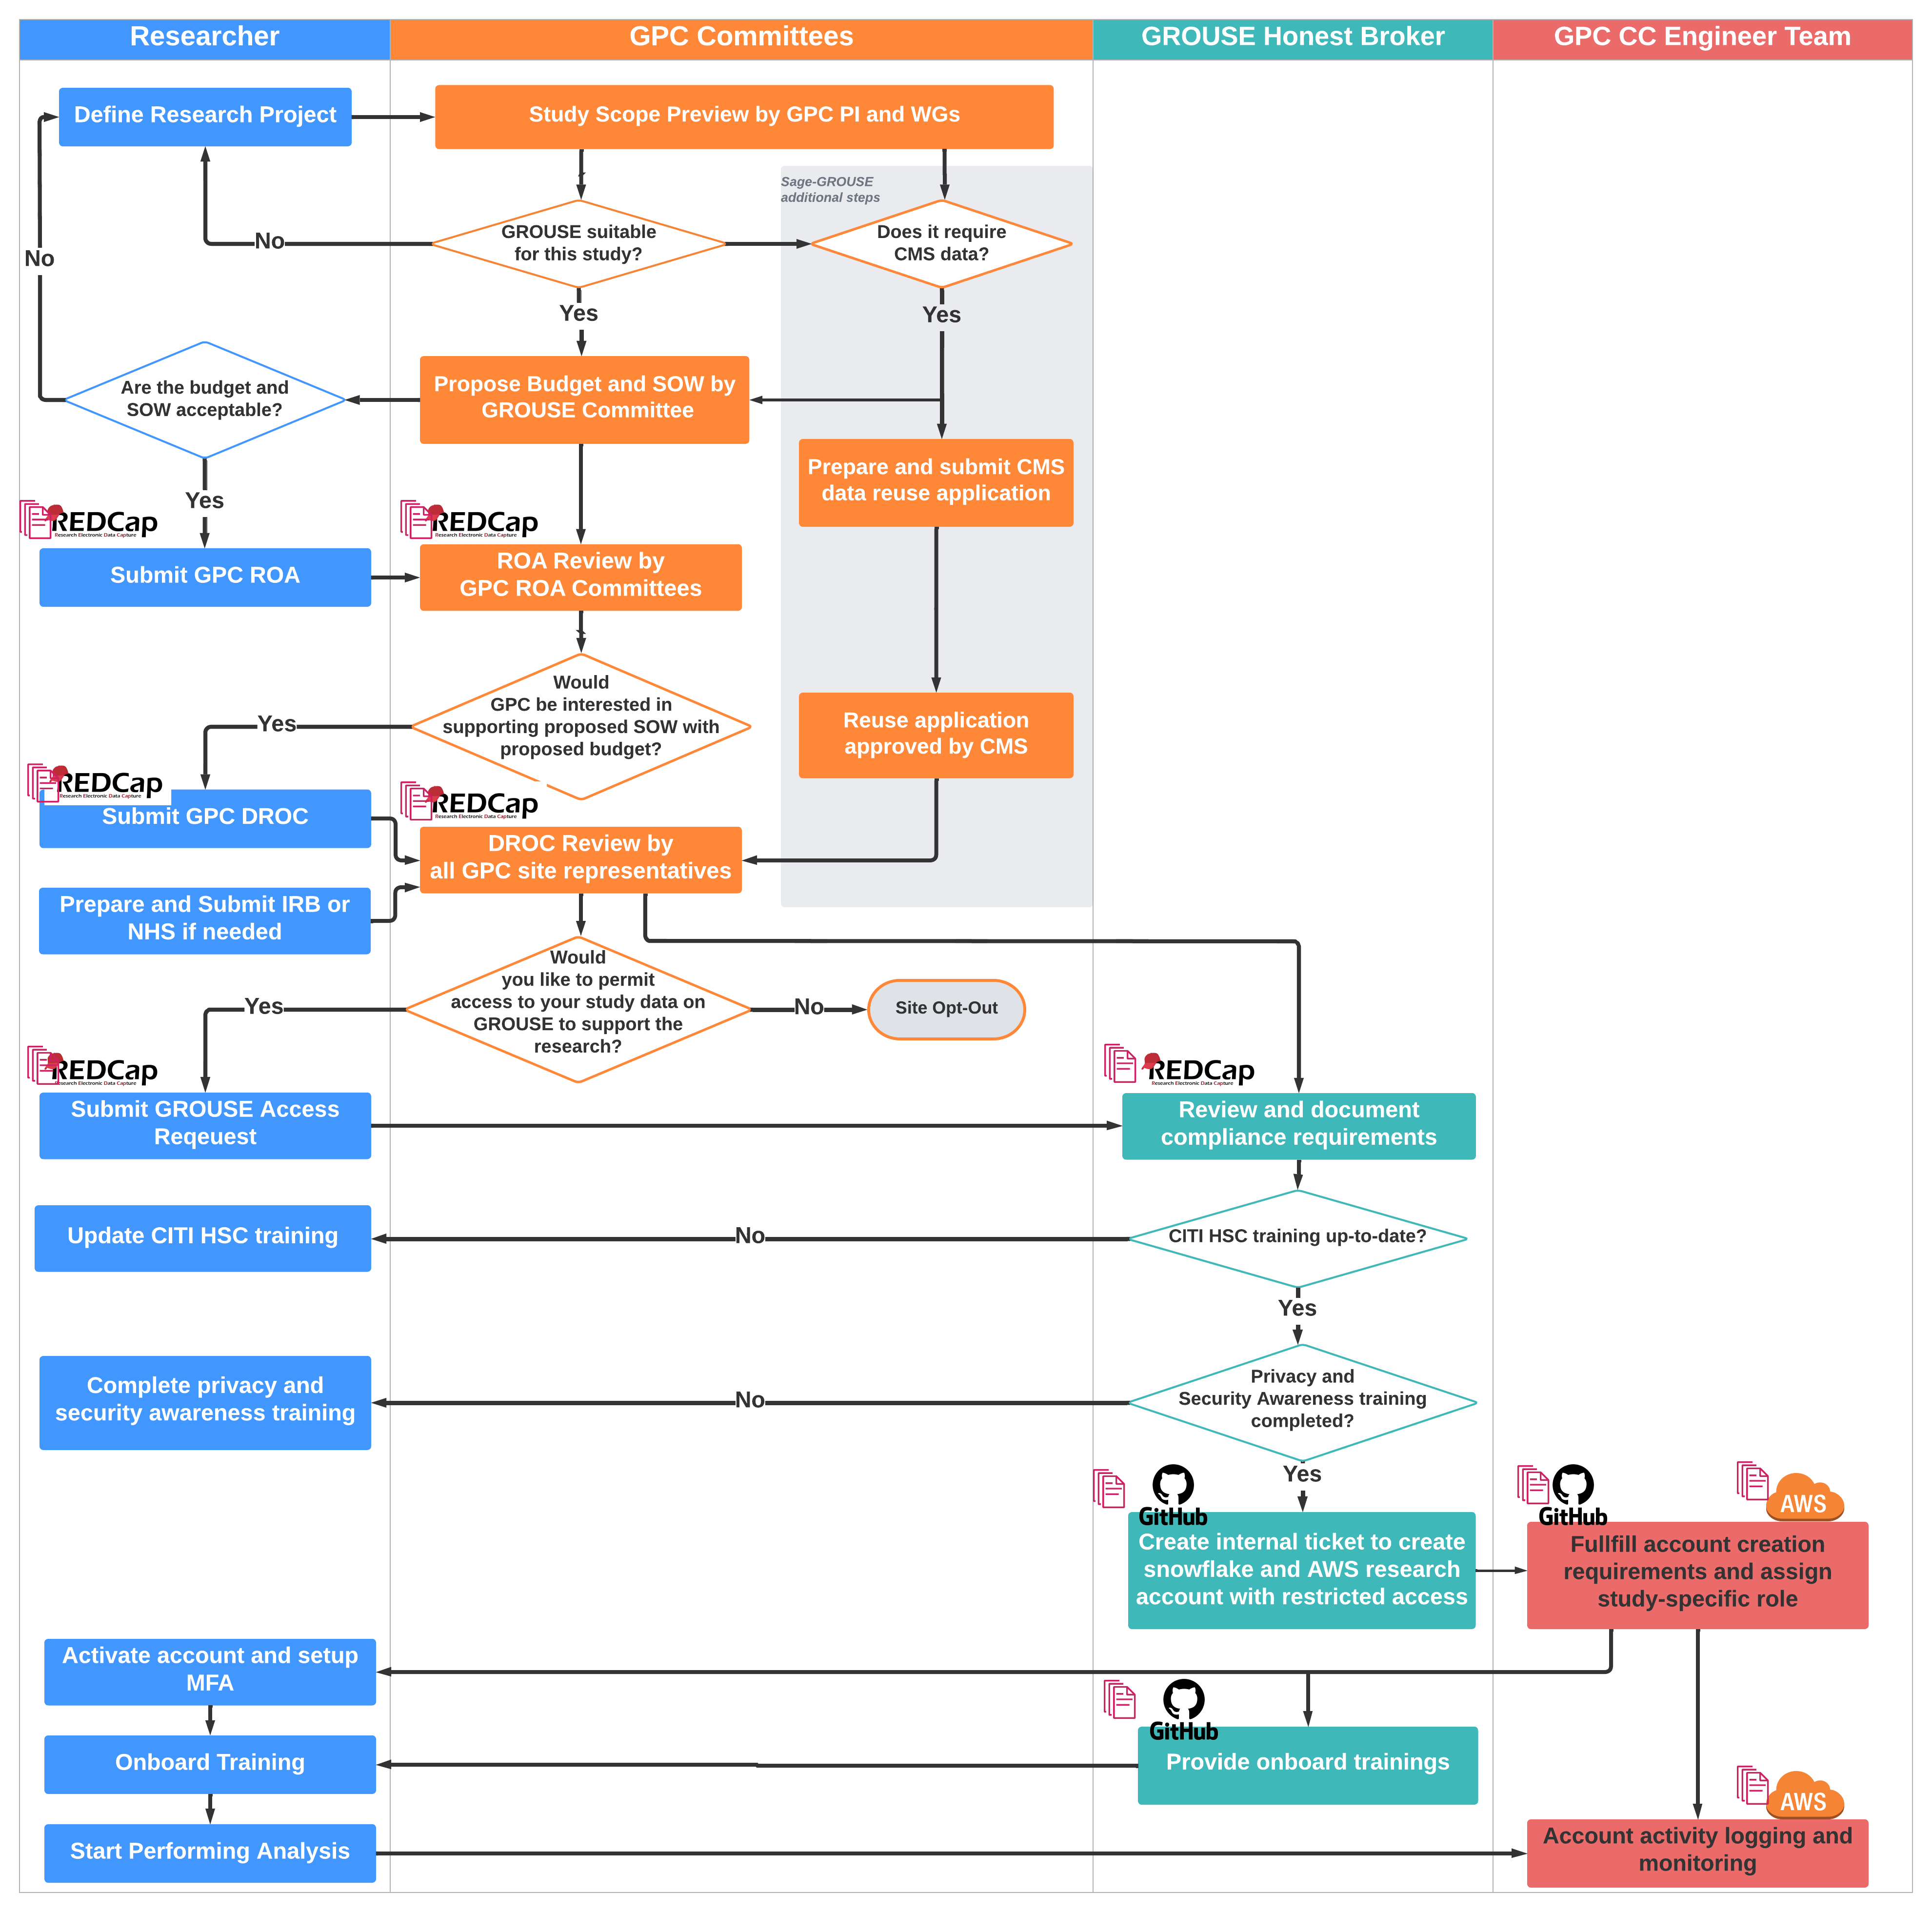 Researcher
GPC Committees
GROUSE Honest Broker
GPC CC Engineer Team
Define Research Project
Study Scope Preview by GPC PI and WGs
Sage-GROUSE
additional steps
GROUSE suitable
for this study?
Does it require
CMS data?
No
No
Yes
Yes
Are the budget and
SOW acceptable?
Propose Budget and SOW by
GROUSE Committee
Prepare and submit CMS
data reuse application
Yes
REDCap
Research Electronic Data Capture
REDCap
Research Electronic Data Capture
Submit GPC ROA
ROA Review by
GPC ROA Committees
Would
GPC be interested in
supporting proposed SOW with
proposed budget?
Yes
Reuse application
approved by CMS
REDCap
Research Electronic Data Capture
REDCap
Research Electronic Data Capture
Submit GPC DROC
DROC Review by
all GPC site representatives
Prepare and Submit IRB or
NHS if needed
Would
you like to permit
access to your study data on
GROUSE to support the
research?
Yes
No
Site Opt-Out
REDCap
Research Electronic Data Capture
REDCap
Research Electronic Data Capture
Submit GROUSE Access
Reqeuest
Review and document
compliance requirements
Update CITI HSC training
No
CITI HSC training up-to-date?
Yes
Complete privacy and
security awareness training
No
Privacy and
Security Awareness training
completed?
Yes
GitHub
GitHub
AWS
Create internal ticket to create
snowflake and AWS research
account with restricted access
Fullfill account creation
requirements and assign
study-specific role
Activate account and setup
MFA
GitHub
Onboard Training
Provide onboard trainings
AWS
Start Performing Analysis
Account activity logging and
monitoring